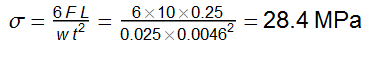 σ = 6 F L / w t² = 6×10×0.25 / 0.025×0.0046² = 28.4 MPa